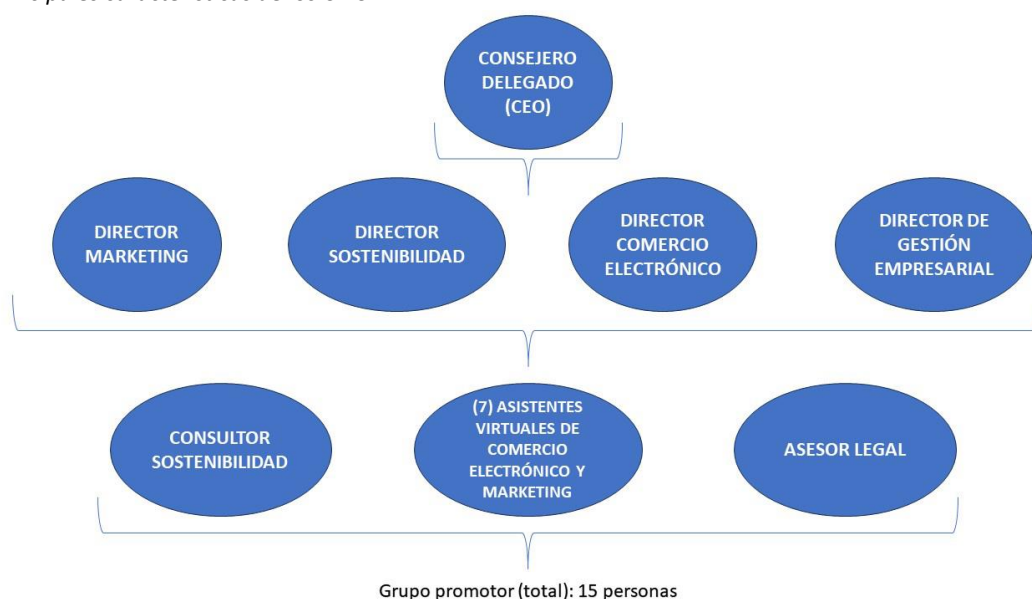 CONSEJERO
DELEGADO
(CEO)
DIRECTOR
MARKETING
DIRECTOR
SOSTENIBILIDAD
DIRECTOR
COMERCIO
ELECTRÓNICO
DIRECTOR DE
GESTIÓN
EMPRESARIAL
CONSULTOR
SOSTENIBILIDAD
(7) ASISTENTES
VIRTUALES DE
COMERCIO
ELECTRÓNICO Y
MARKETING
ASESOR LEGAL
Grupo promotor (total): 15 personas